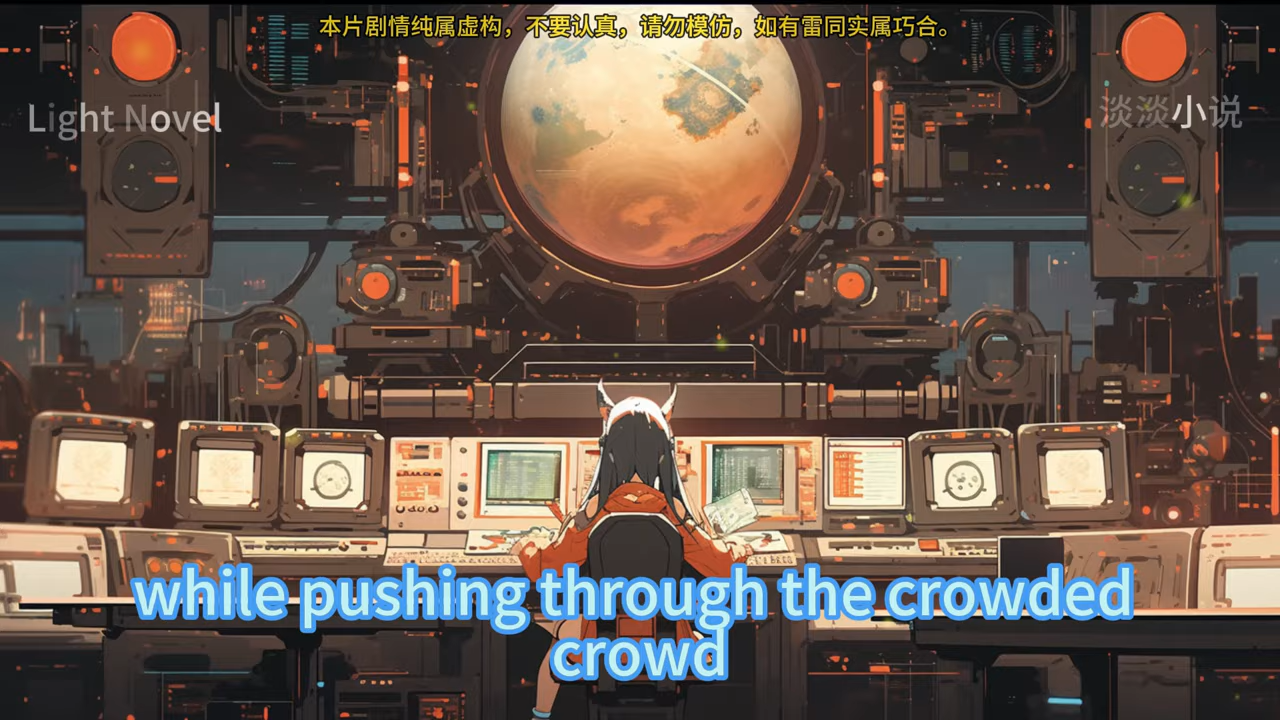 本片剧情纯属虚构，不要认真，请勿模仿，如有雷同实属巧合。
Light Novel
淡淡小说
while pushing through the crowded
crowd